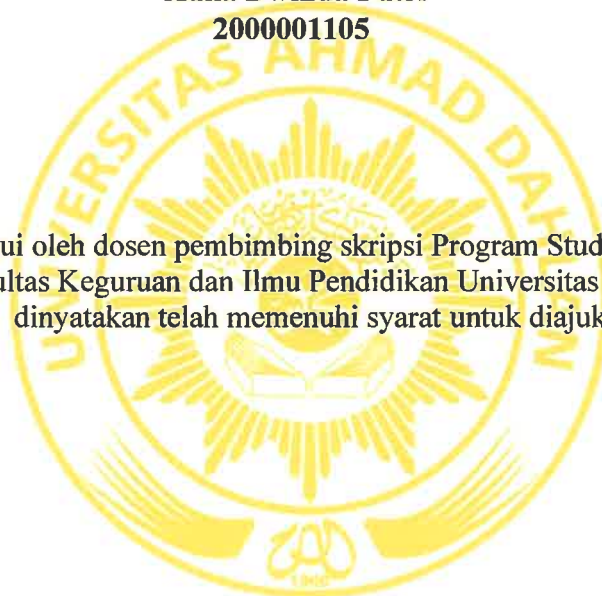 2000001105
UNIVERSITAS AHMAD DAHLAN
ui oleh dosen pembimbing skripsi Program Stud
ultas Keguruan dan Ilmu Pendidikan Universitas
dinyatakan telah memenuhi syarat untuk diajuk
1960